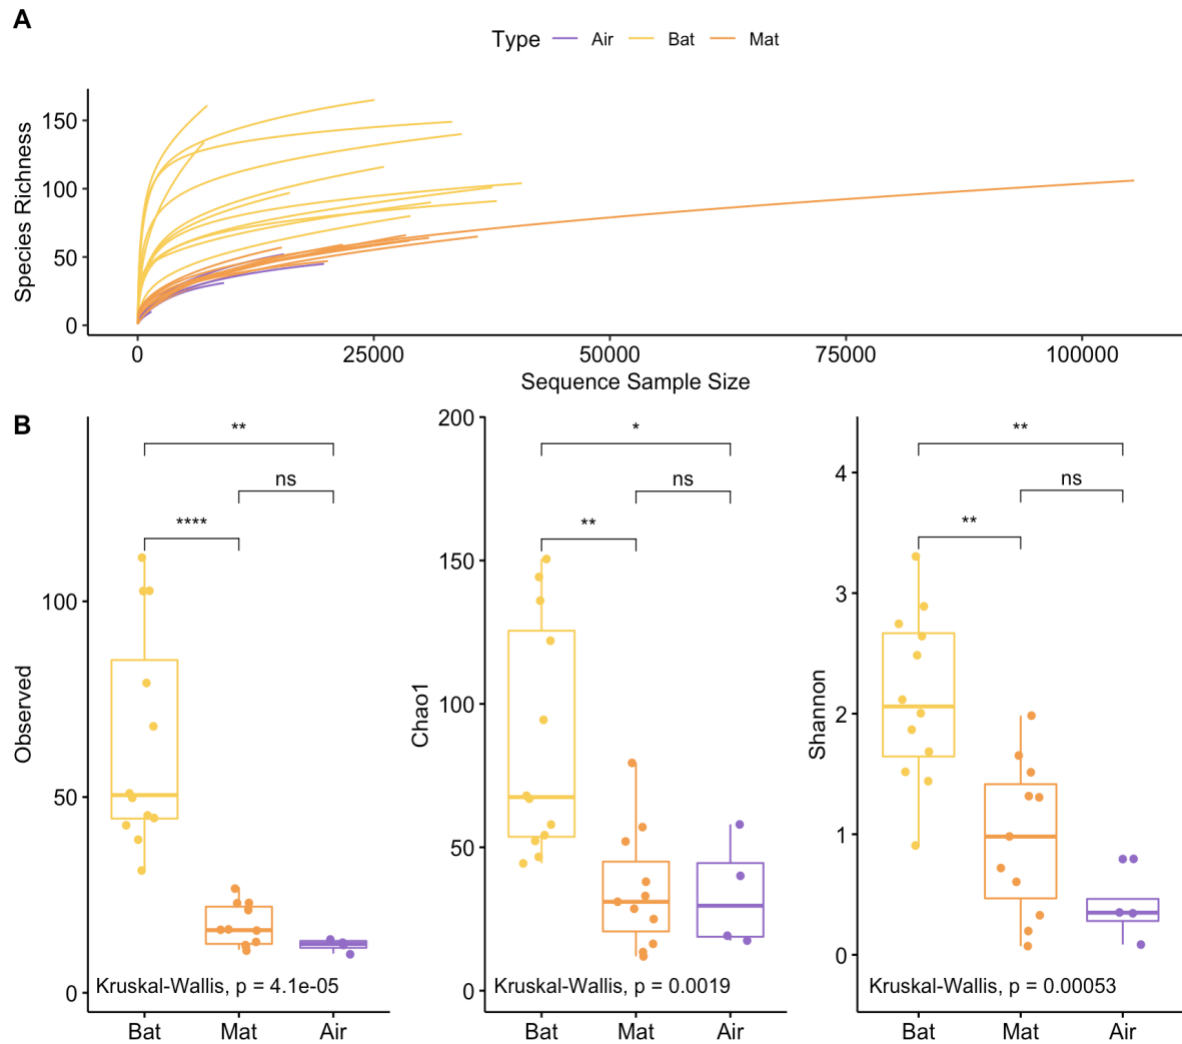 A
Type Air Bat Mat
Species Richness
150
100
50
0
0 25000 50000 75000 100000
Sequence Sample Size
B
Observed
100
50
0
**
ns
****
Kruskal-Wallis, p = 4.1e-05
Bat Mat Air
Chao1
200
150
100
50
0
*
ns
**
Kruskal-Wallis, p = 0.0019
Bat Mat Air
Shannon
4
3
2
1
0
**
ns
**
Kruskal-Wallis, p = 0.00053
Bat Mat Air